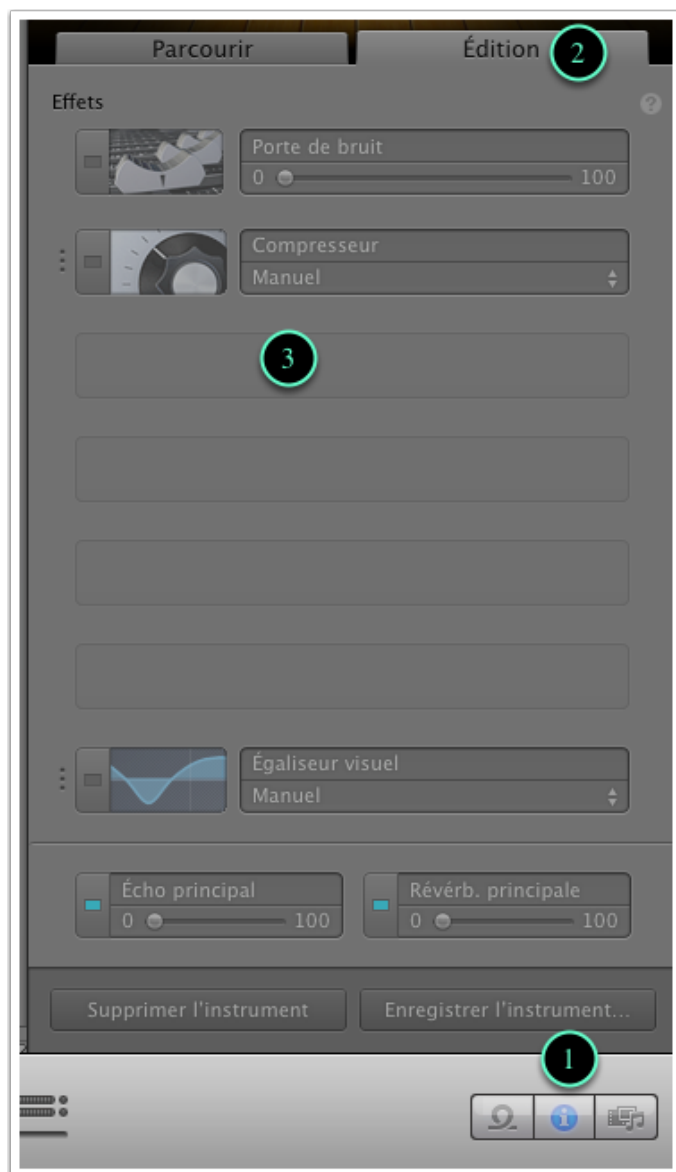 Parcourir
Édition
2
Effets
?
Porte de bruit
0 100
Compresseur
Manuel
3
Égaliseur visuel
Manuel
Écho principal
0 100
Révérb. principale
0 100
Supprimer l'instrument
Enregistrer l'instrument...
1
i